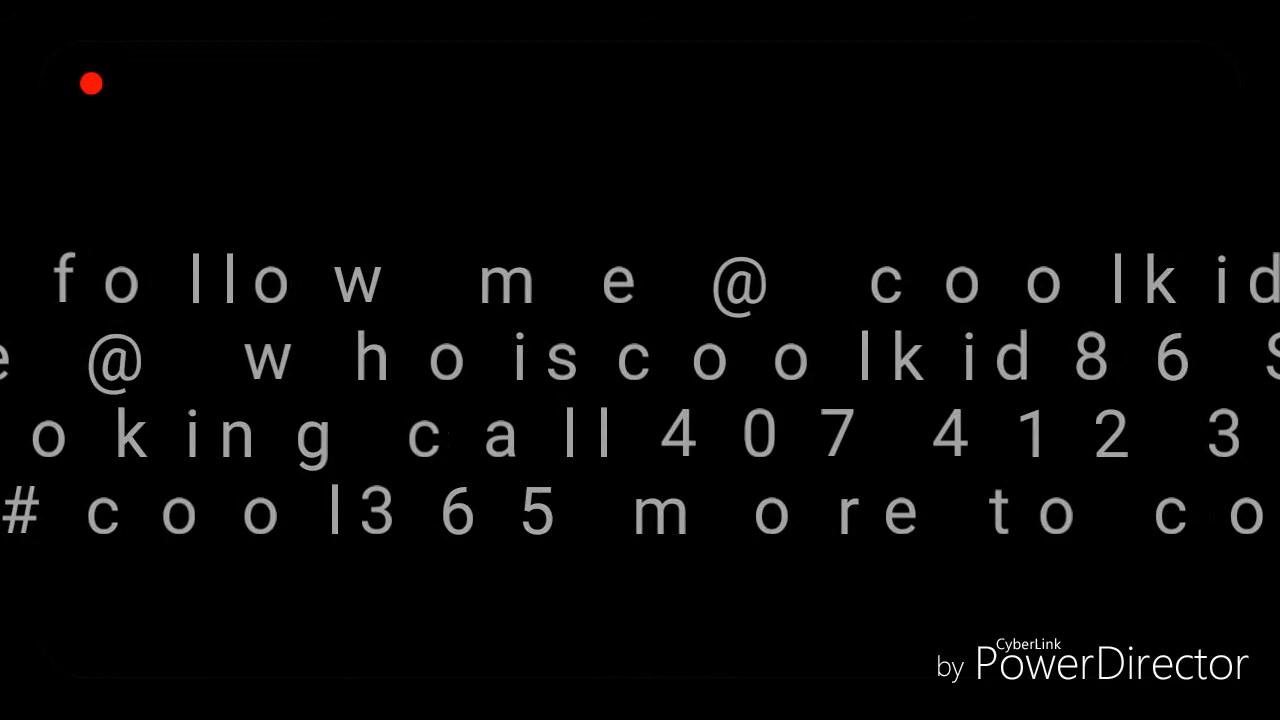 follow me @ coolkid
e @ whoiscoolkid86 S
oking call 407 412 3
#cool365 more to co
CyberLink
by PowerDirector